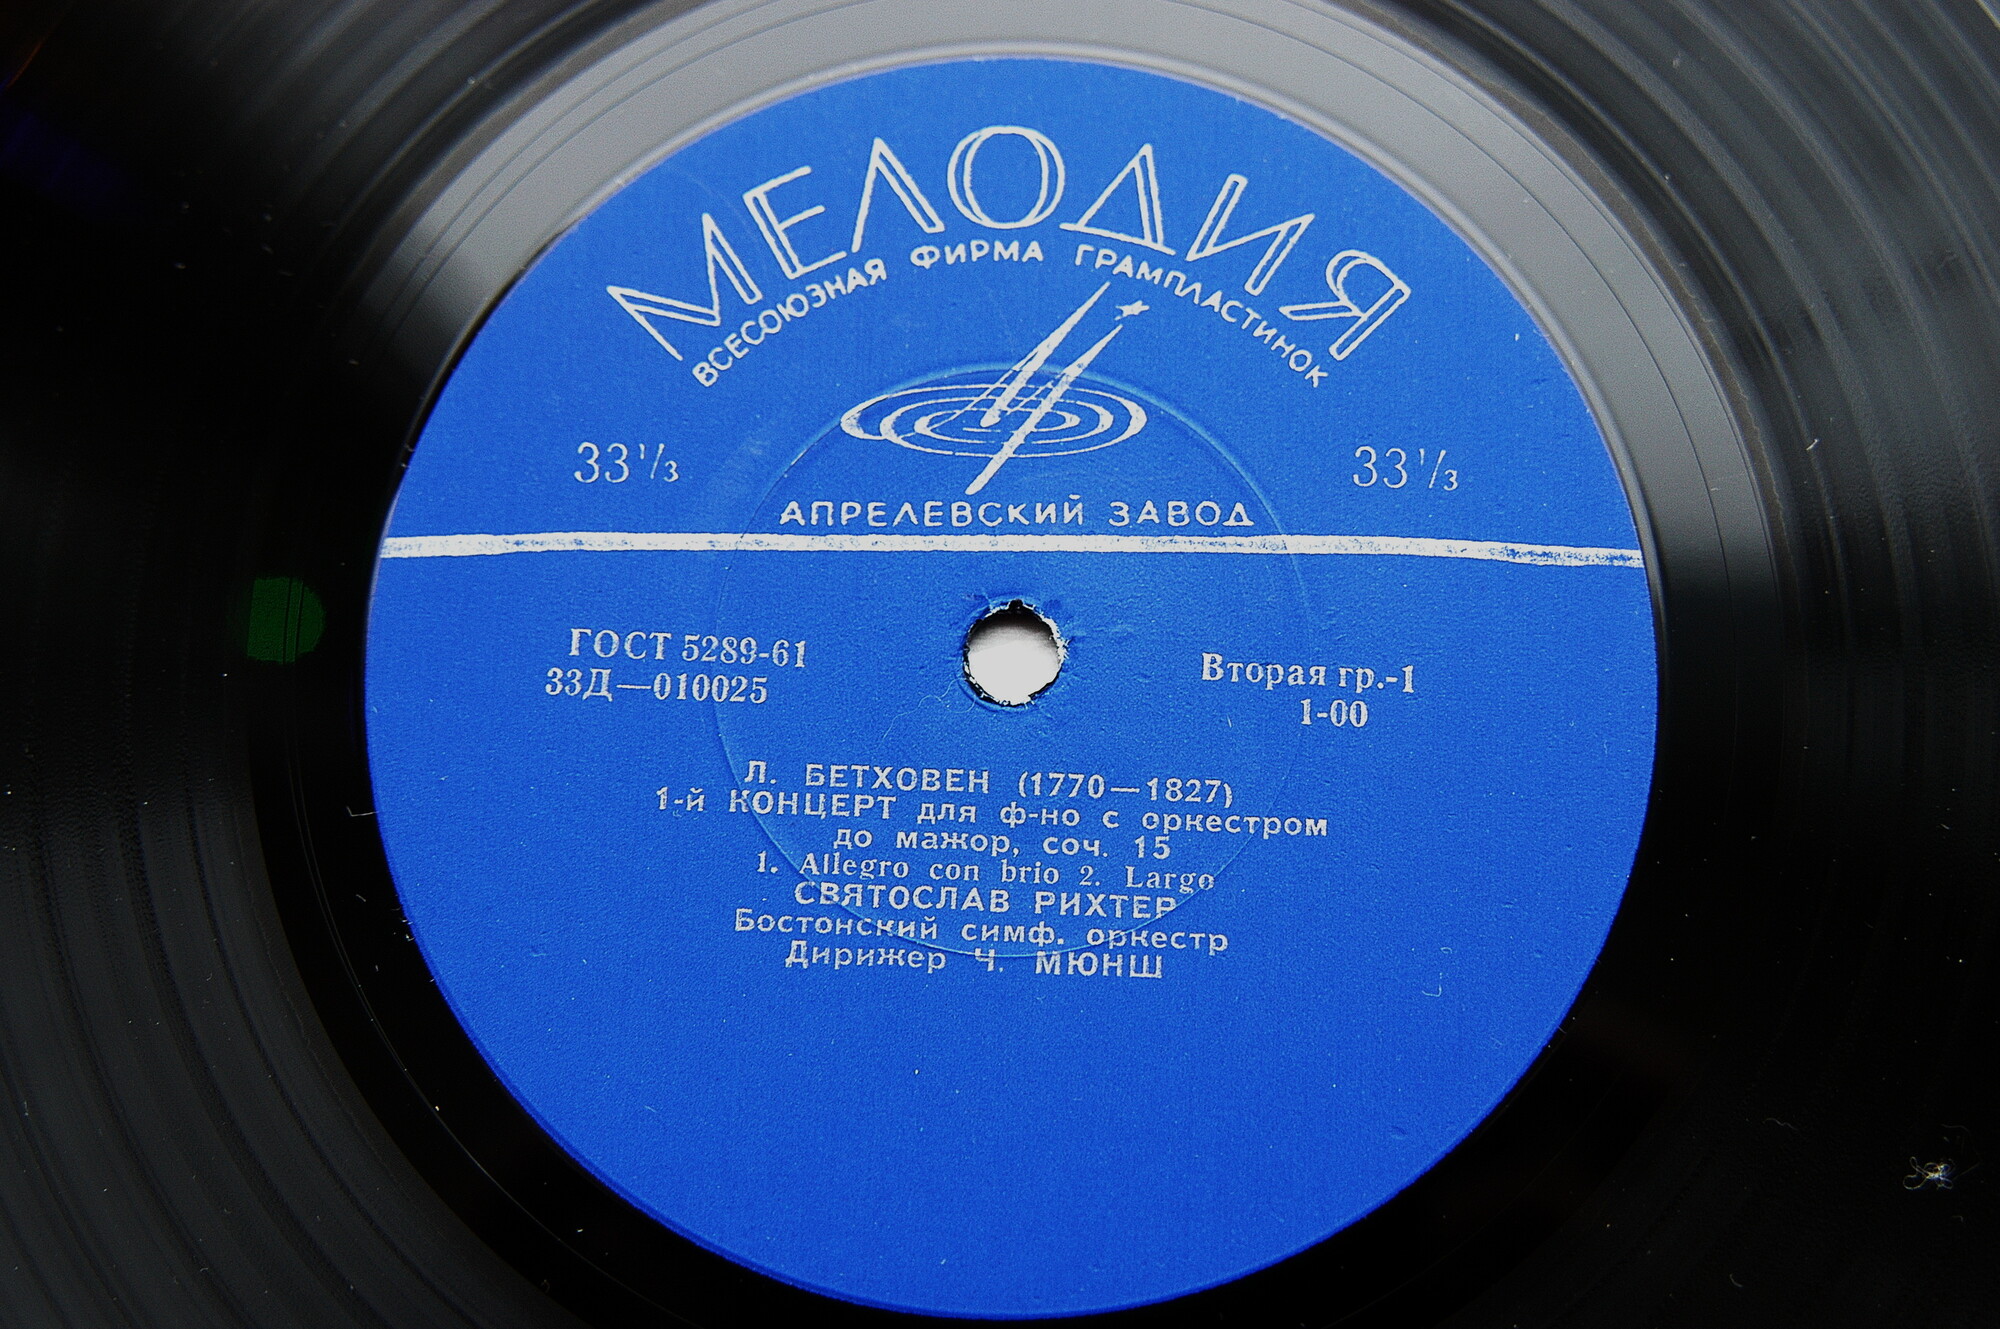 МЕЛОДИЯ
ВСЕСОЮЗНАЯ ФИРМА ГРАМПЛАСТИНОК
33⅓ 33⅓
АПРЕЛЕВСКИЙ ЗАВОД
ГОСТ 5289-61
33Д—010025
Вторая гр.-1
1-00
Л. БЕТХОВЕН (1770—1827)
1-й КОНЦЕРТ для ф-но с оркестром
до мажор, соч. 15
1. Allegro con brio 2. Largo
СВЯТОСЛАВ РИХТЕР
Бостонский симф. оркестр
Дирижер Ч. МЮНШ